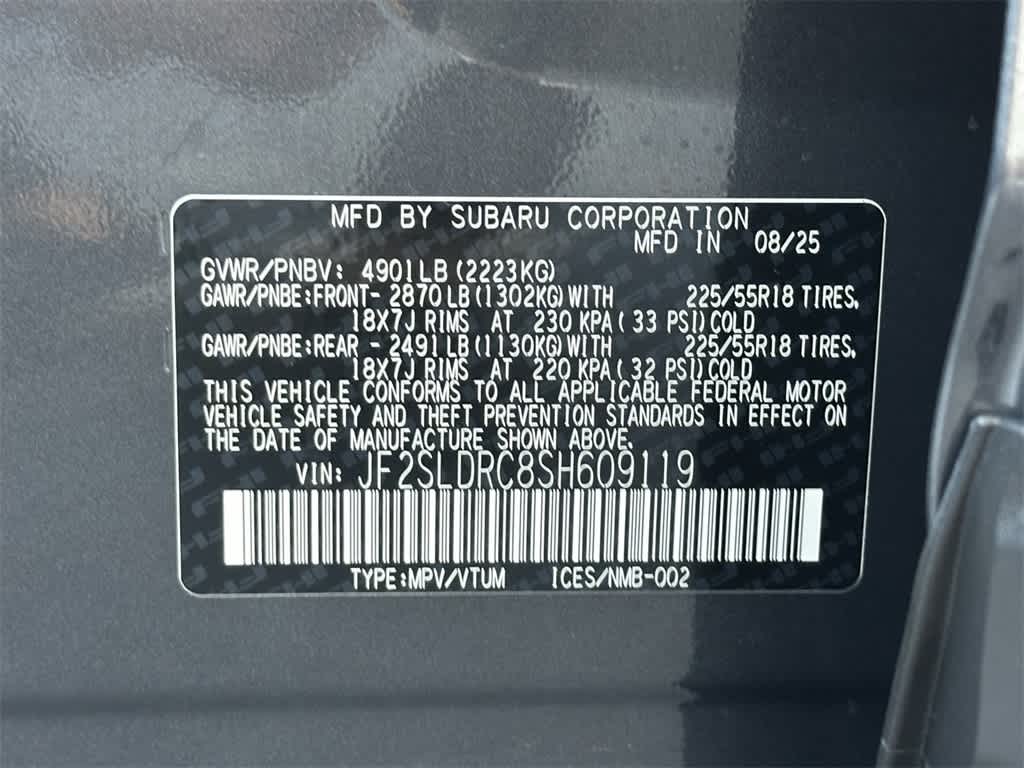 MFD BY SUBARU CORPORATION
MFD IN 08/25
GVWR/PNBV: 4901LB (2223KG)
GAWR/PNBE:FRONT- 2870LB(1302KG)WITH 225/55R18 TIRES,
18X7J RIMS AT 230 KPA( 33 PSI)COLD
GAWR/PNBE:REAR - 2491LB(1130KG)WITH 225/55R18 TIRES,
18X7J RIMS AT 220 KPA( 32 PSI)COLD
THIS VEHICLE CONFORMS TO ALL APPLICABLE FEDERAL MOTOR
VEHICLE SAFETY AND THEFT PREVENTION STANDARDS IN EFFECT ON
THE DATE OF MANUFACTURE SHOWN ABOVE.
VIN: JF2SLDRC8SH609119
TYPE:MPV/VTUM ICES/NMB-002